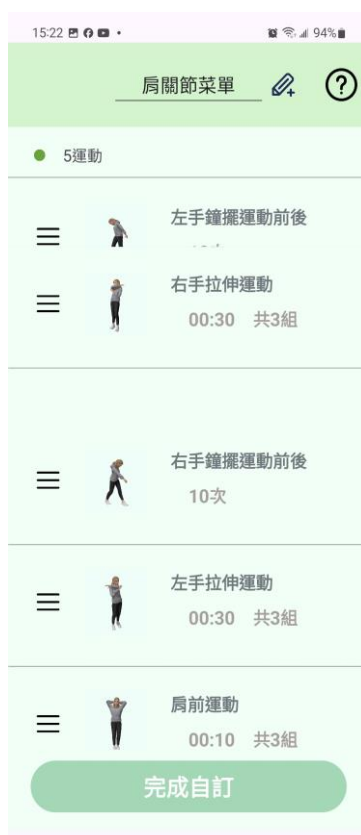 15:22 94%
肩關節菜單
5運動
左手鐘擺運動前後
右手拉伸運動
00:30 共3組
右手鐘擺運動前後
10次
左手拉伸運動
00:30 共3組
肩前運動
00:10 共3組
完成自訂